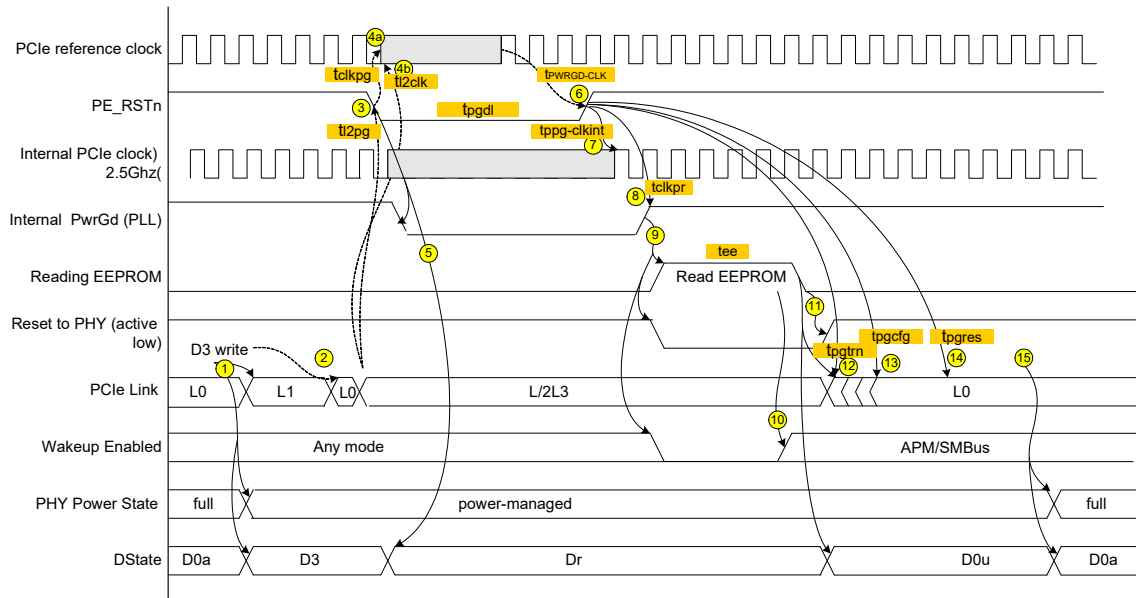 4a
PCIe reference clock
4b
tclkpg
tl2clk
tPWRGD-CLK
6
PE_RSTn
3
tpgdl
tl2pg
tppg-clkint
7
Internal PCIe clock)
2.5Ghz(
tclkpr
8
Internal PwrGd (PLL)
9
5
tee
Reading EEPROM
Read EEPROM
11
Reset to PHY (active
low)
D3 write
2
1
tpgtrn
tpgcfg
tpgres
12
13
14
15
PCIe Link
L0
L1
L0
L/2L3
L0
10
Wakeup Enabled
Any mode
APM/SMBus
PHY Power State
full
power-managed
full
DState
D0a
D3
Dr
D0u
D0a